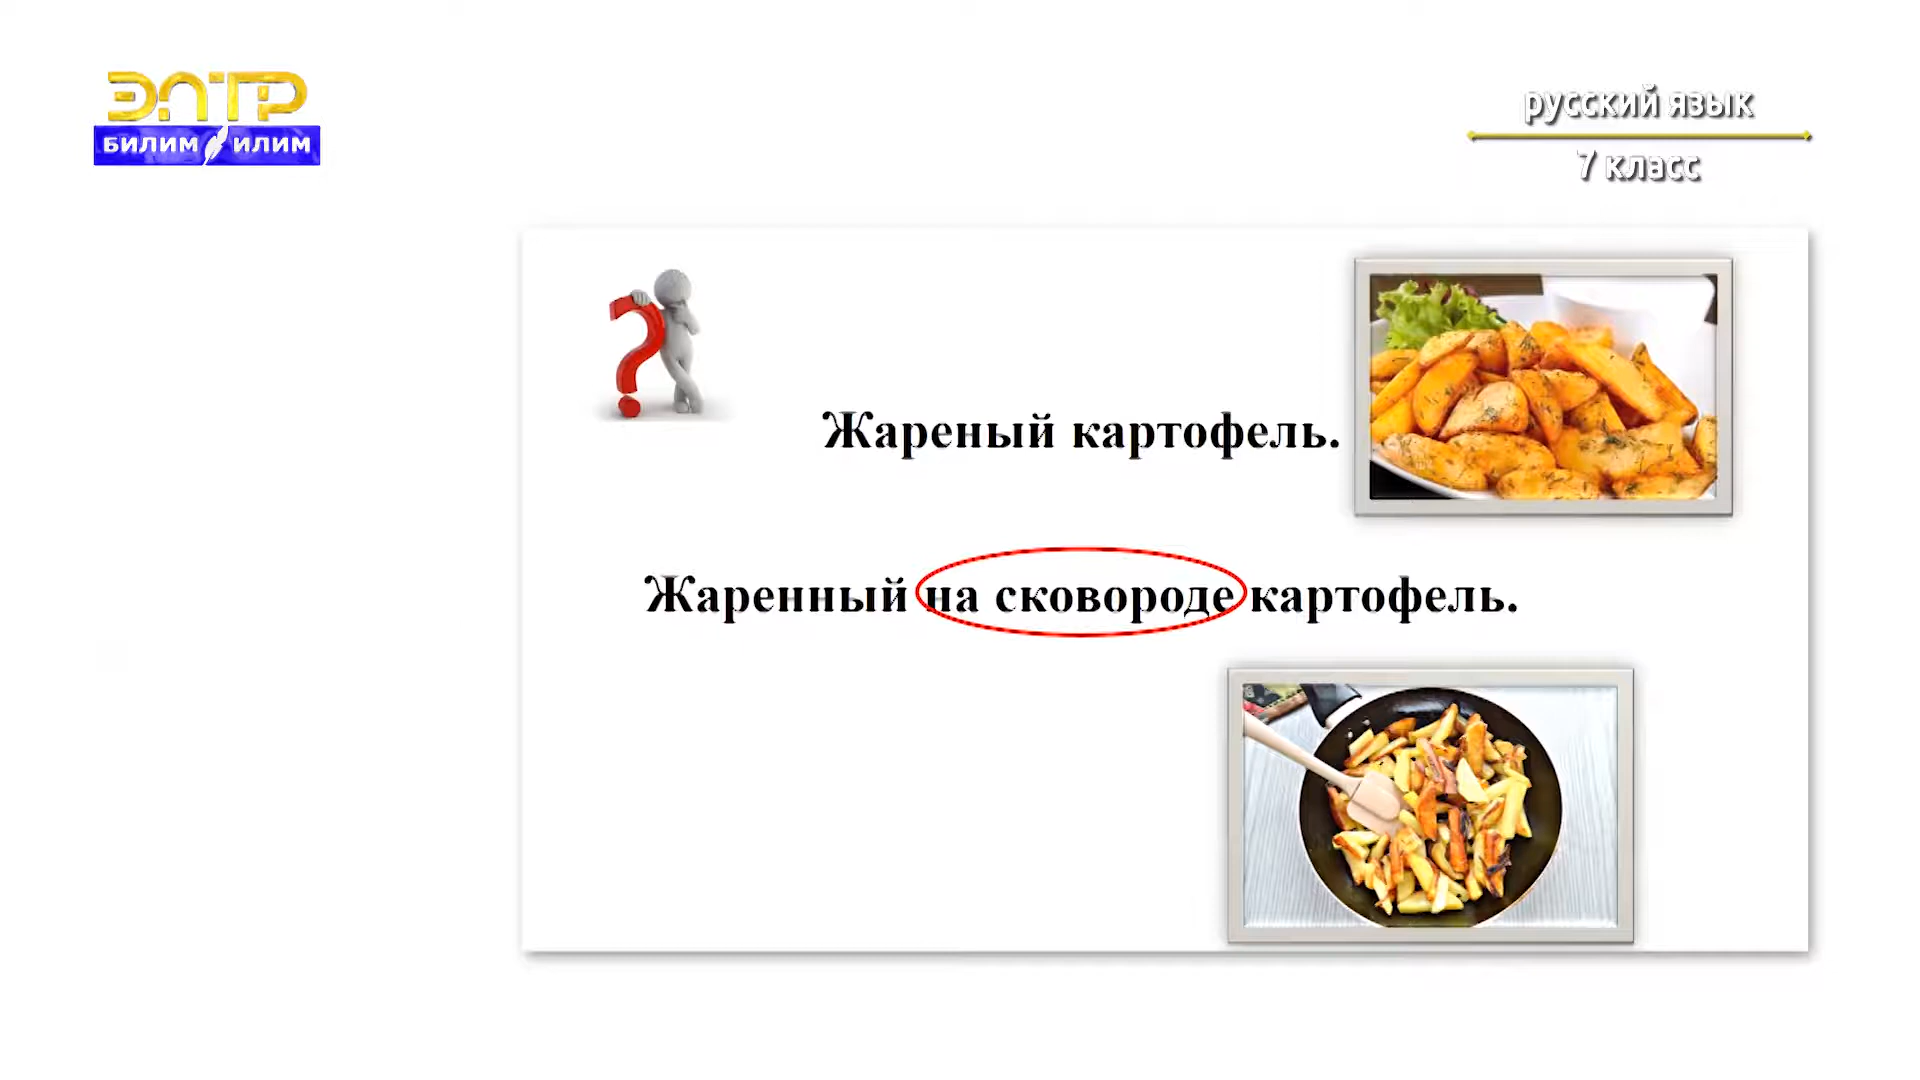 ЭЛТР
БИЛИМ ИЛИМ
русский язык
7 класс
Жареный картофель.
Жаренный на сковороде картофель.